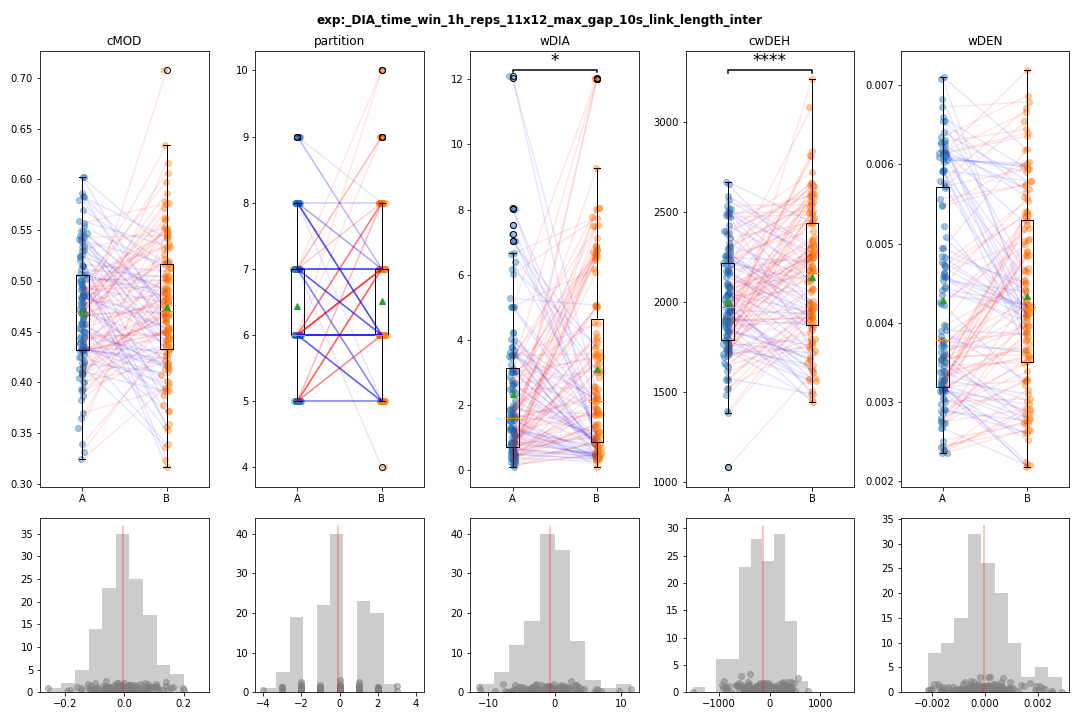 exp:_DIA_time_win_1h_reps_11x12_max_gap_10s_link_length_inter
cMOD partition wDIA cwDEH wDEN
* ****
0.70 0.65 0.60 0.55 0.50 0.45 0.40 0.35 0.30
A B
10 9 8 7 6 5 4
A B
12 10 8 6 4 2 0
A B
3000 2500 2000 1500 1000
A B
0.007 0.006 0.005 0.004 0.003 0.002
A B
35 30 25 20 15 10 5 0
−0.2 0.0 0.2
40 30 20 10 0
−4 −2 0 2 4
40 30 20 10 0
−10 0 10
30 25 20 15 10 5 0
−1000 0 1000
35 30 25 20 15 10 5 0
−0.002 0.000 0.002